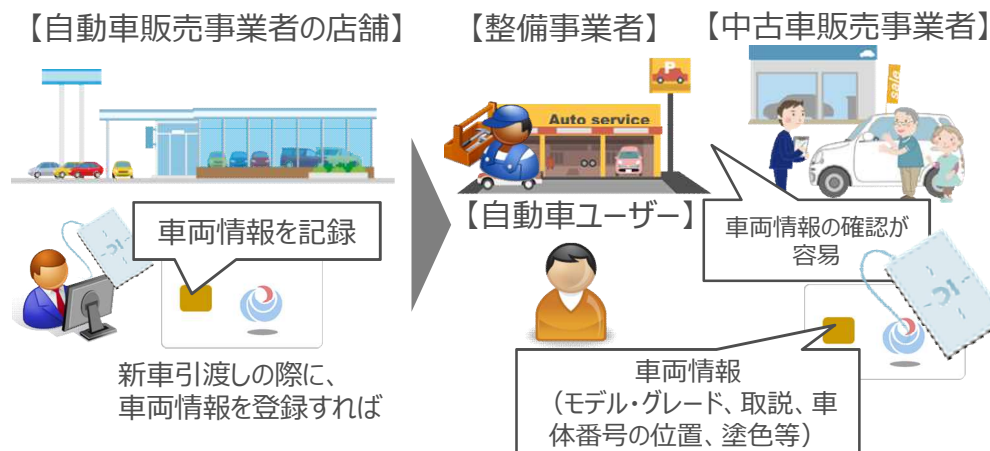 【自動車販売事業者の店舗】
【整備事業者】
【中古車販売事業者】
P
Auto service
sale
【自動車ユーザー】
車両情報を記録
車両情報の確認が
容易
新車引渡しの際に、
車両情報を登録すれば
車両情報
(モデル・グレード、取説、車
体番号の位置、塗色等)